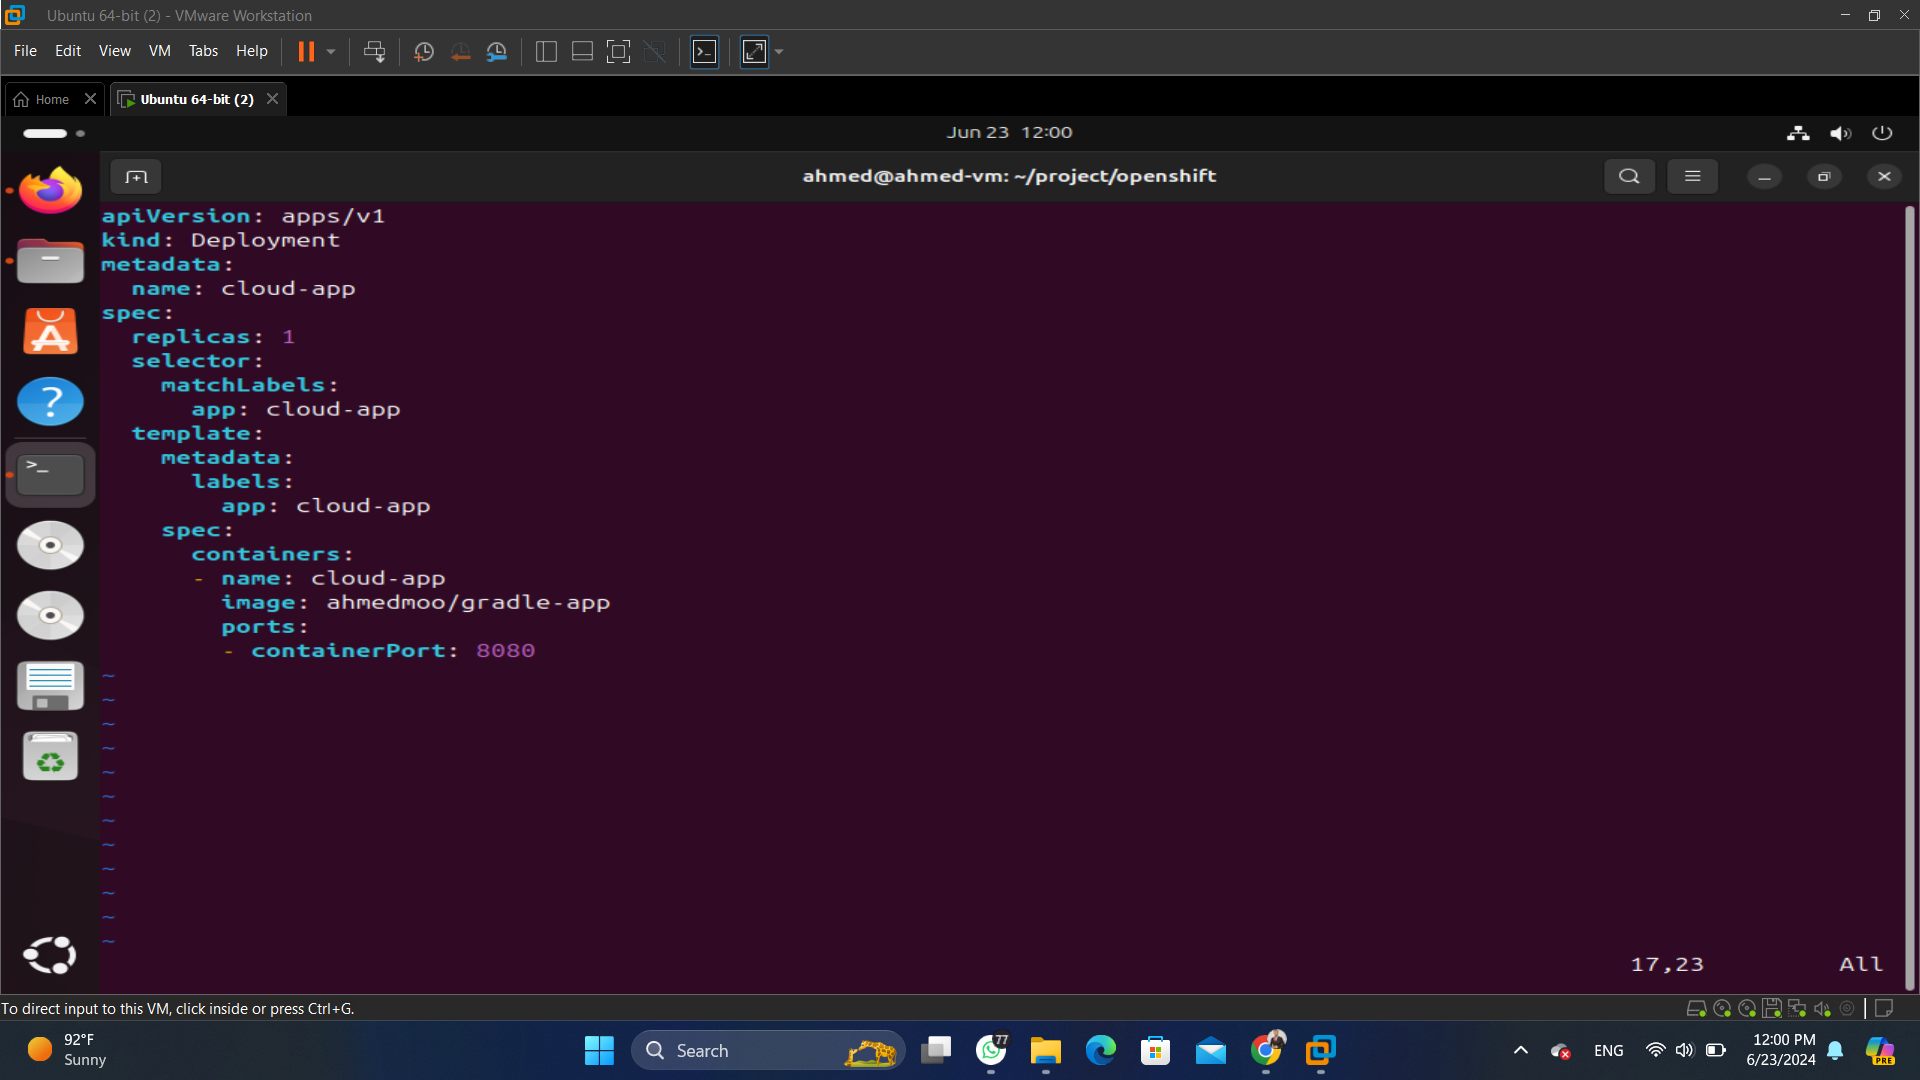 Ubuntu 64-bit (2) - VMware Workstation
File Edit View VM Tabs Help
Home Ubuntu 64-bit (2)
Jun 23 12:00
ahmed@ahmed-vm: ~/project/openshift
apiVersion: apps/v1
kind: Deployment
metadata:
  name: cloud-app
spec:
  replicas: 1
  selector:
    matchLabels:
      app: cloud-app
  template:
    metadata:
      labels:
        app: cloud-app
    spec:
      containers:
      - name: cloud-app
        image: ahmedmoo/gradle-app
        ports:
        - containerPort: 8080
~
~
~
~
~
~
~
~
~
~
~
~
17,23 All
To direct input to this VM, click inside or press Ctrl+G.
92°F
Sunny
Search
77
ENG
12:00 PM
6/23/2024
PRE